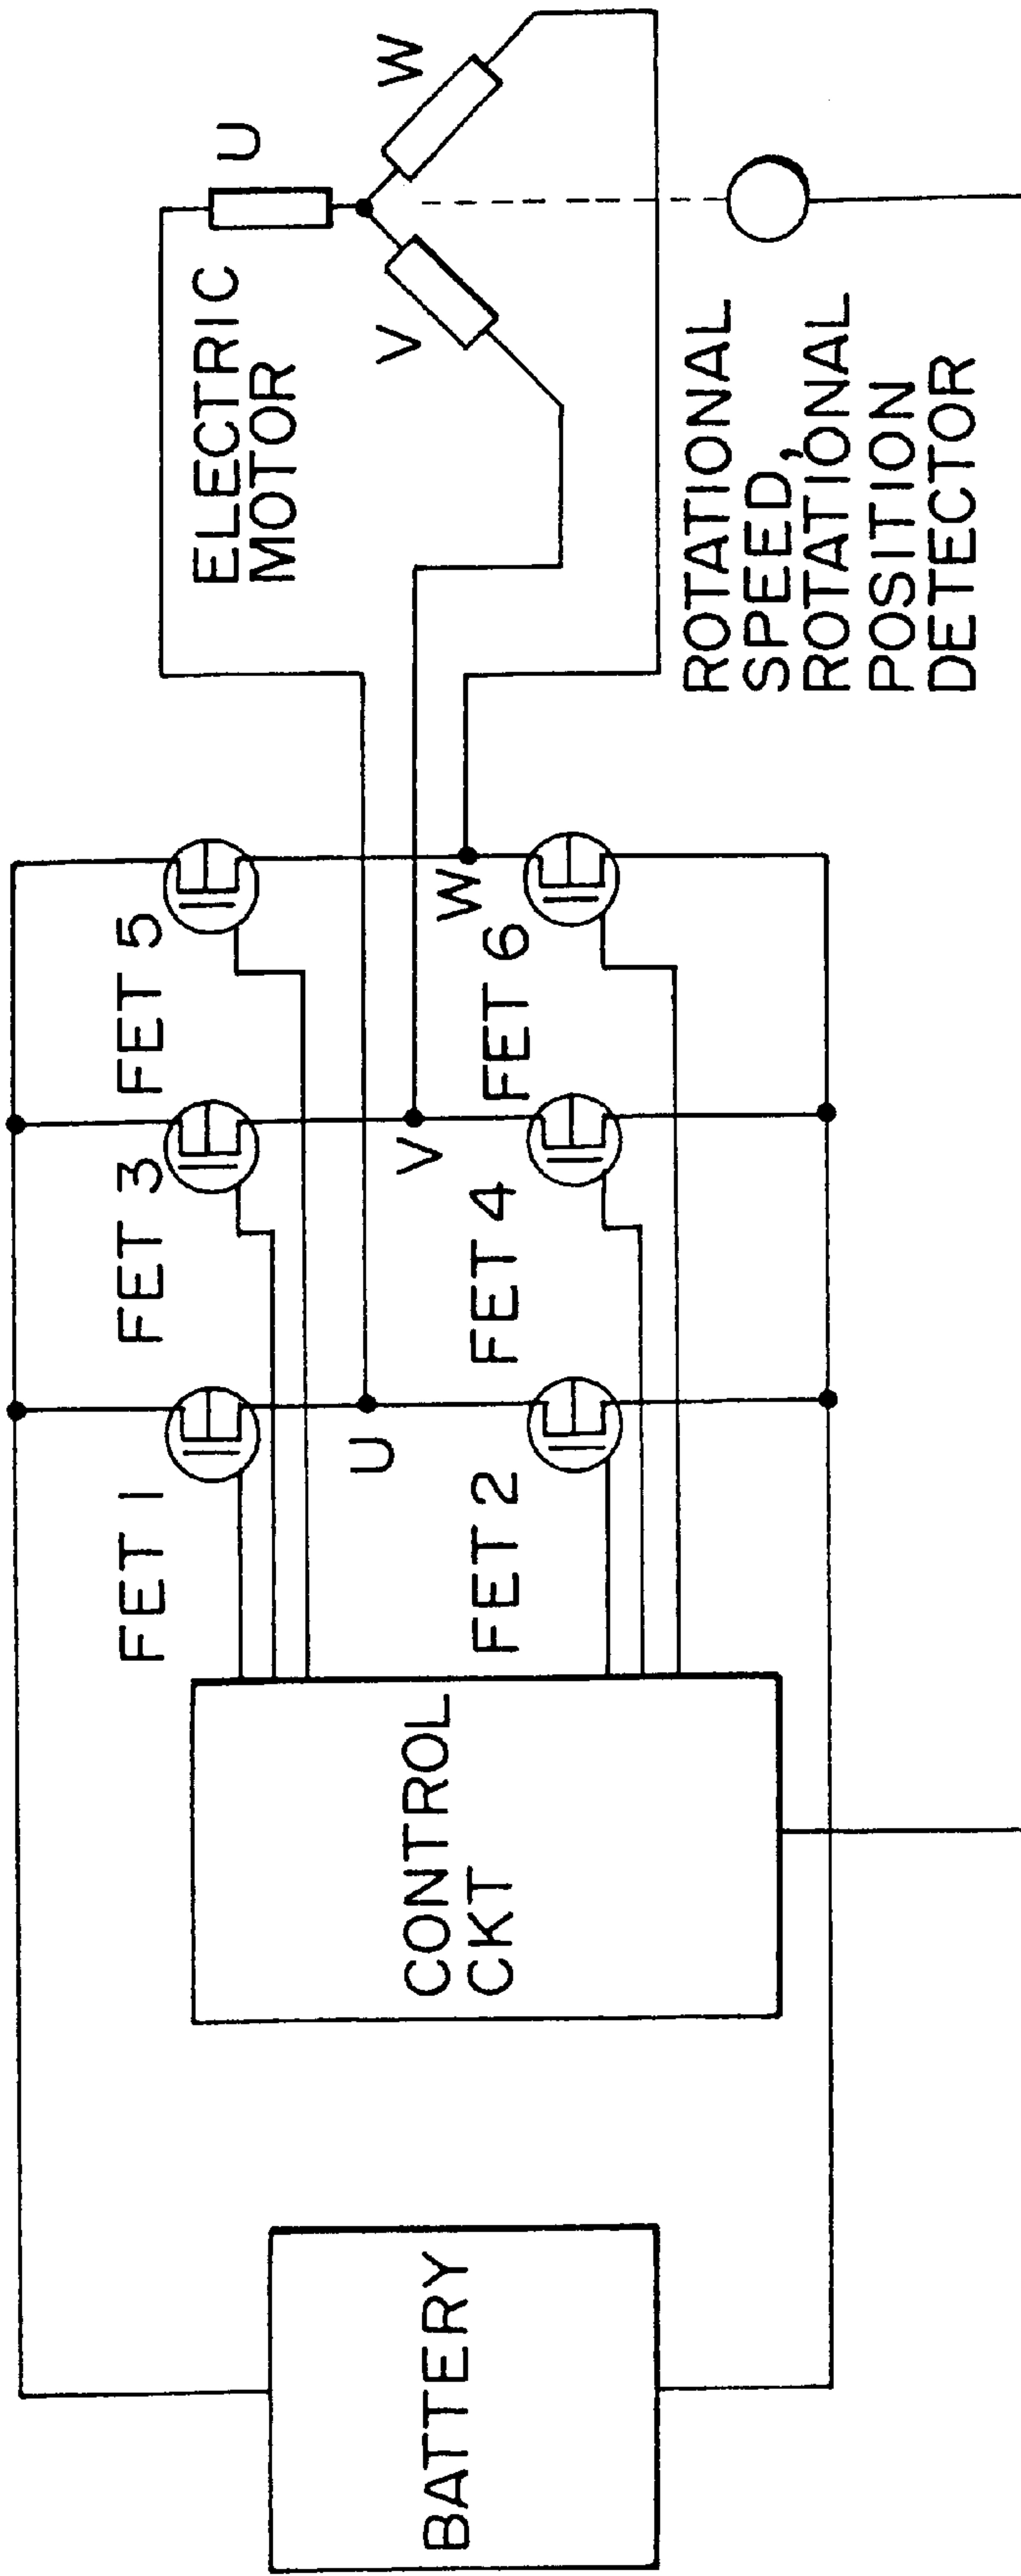 BATTERY
CONTROL
CKT
FET 1
FET 3
FET 5
U
V
W
FET 2
FET 4
FET 6
ELECTRIC
MOTOR
U
V
W
ROTATIONAL
SPEED,
ROTATIONAL
POSITION
DETECTOR